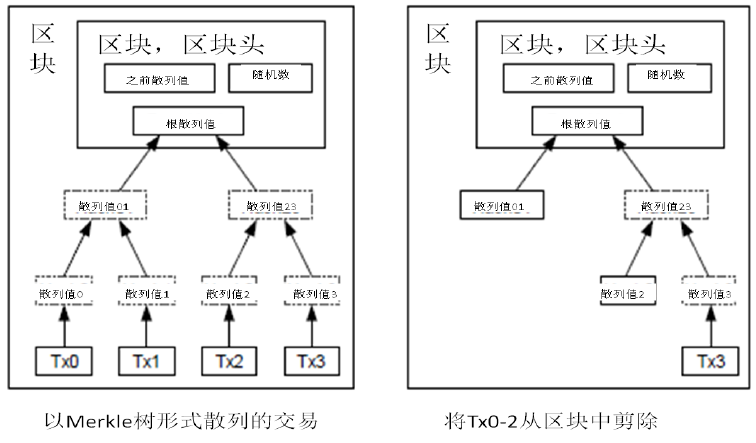 区块
区块，区块头
之前散列值
随机数
根散列值
散列值01
散列值23
散列值0
散列值1
散列值2
散列值3
Tx0
Tx1
Tx2
Tx3
以Merkle树形式散列的交易
区块
区块，区块头
之前散列值
随机数
根散列值
散列值01
散列值23
散列值2
散列值3
Tx3
将Tx0-2从区块中剪除